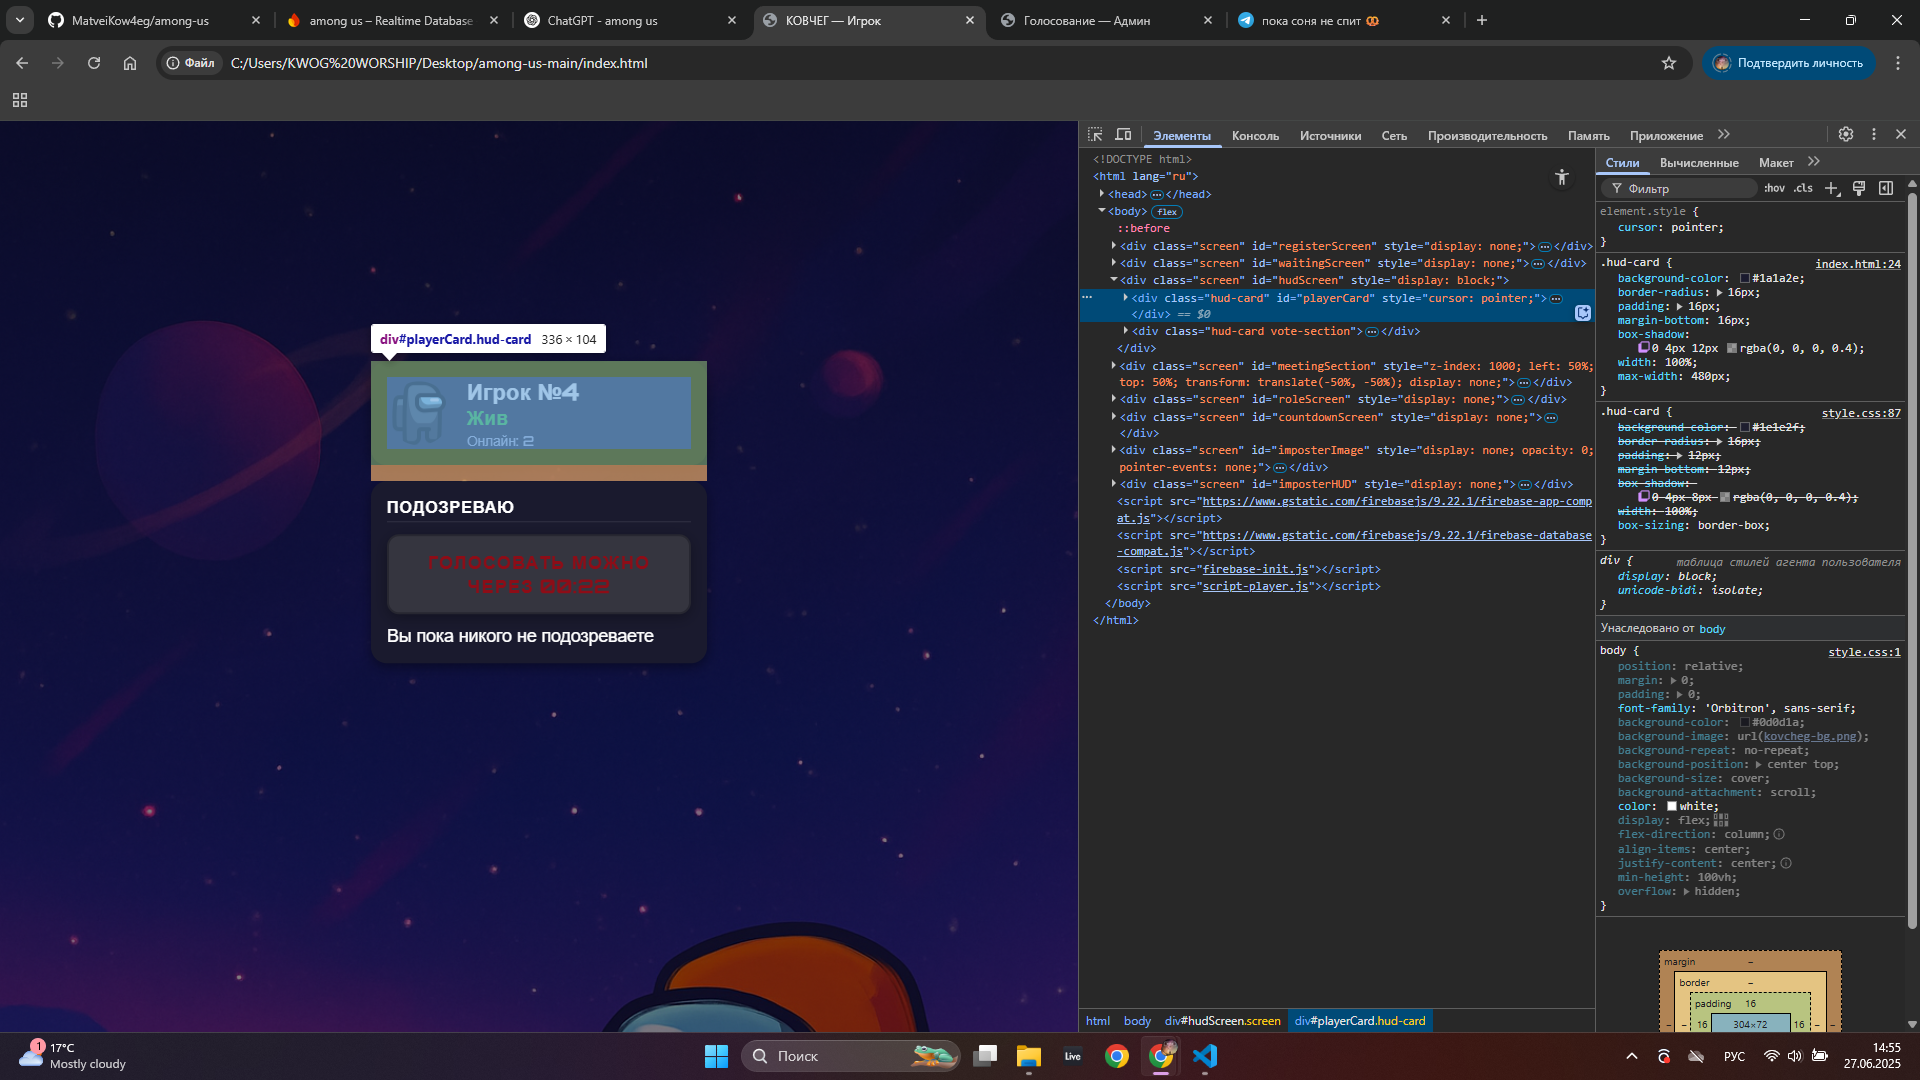 MatveiKow4eg/among-us
among us – Realtime Database
ChatGPT - among us
КОВЧЕГ — Игрок
Голосование — Админ
пока соня не спит
Файл
C:/Users/KWOG%20WORSHIP/Desktop/among-us-main/index.html
Подтвердить личность
div#playerCard.hud-card 336 × 104
Игрок №4
Жив
Онлайн: 2
ПОДОЗРЕВАЮ
ГОЛОСОВАТЬ МОЖНО
ЧЕРЕЗ 00:22
Вы пока никого не подозреваете
Элементы Консоль Источники Сеть Производительность Память Приложение
<!DOCTYPE html>
<html lang="ru">
<head> ⋯ </head>
<body> flex
::before
<div class="screen" id="registerScreen" style="display: none;"> ⋯ </div>
<div class="screen" id="waitingScreen" style="display: none;"> ⋯ </div>
<div class="screen" id="hudScreen" style="display: block;">
<div class="hud-card" id="playerCard" style="cursor: pointer;"> ⋯
</div> == $0
<div class="hud-card vote-section"> ⋯ </div>
</div>
<div class="screen" id="meetingSection" style="z-index: 1000; left: 50%;
top: 50%; transform: translate(-50%, -50%); display: none;"> ⋯ </div>
<div class="screen" id="roleScreen" style="display: none;"> ⋯ </div>
<div class="screen" id="countdownScreen" style="display: none;"> ⋯
</div>
<div class="screen" id="imposterImage" style="display: none; opacity: 0;
pointer-events: none;"> ⋯ </div>
<div class="screen" id="imposterHUD" style="display: none;"> ⋯ </div>
<script src="https://www.gstatic.com/firebasejs/9.22.1/firebase-app-comp
at.js"></script>
<script src="https://www.gstatic.com/firebasejs/9.22.1/firebase-database
-compat.js"></script>
<script src="firebase-init.js"></script>
<script src="script-player.js"></script>
</body>
</html>
html body div#hudScreen.screen div#playerCard.hud-card
Стили Вычисленные Макет
Фильтр :hov .cls
element.style {
cursor: pointer;
}
.hud-card { index.html:24
background-color: #1a1a2e;
border-radius: 16px;
padding: 16px;
margin-bottom: 16px;
box-shadow:
0 4px 12px rgba(0, 0, 0, 0.4);
width: 100%;
max-width: 480px;
}
.hud-card { style.css:87
background-color: #1e1e2f;
border-radius: 16px;
padding: 12px;
margin-bottom: 12px;
box-shadow:
0 4px 8px rgba(0, 0, 0, 0.4);
width: 100%;
box-sizing: border-box;
}
div { таблица стилей агента пользователя
display: block;
unicode-bidi: isolate;
}
Унаследовано от body
body { style.css:1
position: relative;
margin: 0;
padding: 0;
font-family: 'Orbitron', sans-serif;
background-color: #0d0d1a;
background-image: url(kovcheg-bg.png);
background-repeat: no-repeat;
background-position: center top;
background-size: cover;
background-attachment: scroll;
color: white;
display: flex;
flex-direction: column;
align-items: center;
justify-content: center;
min-height: 100vh;
overflow: hidden;
}
margin –
border –
padding 16
– – 16 304×72 16 – –
1
17°C
Mostly cloudy
Поиск
Live
РУС
14:55
27.06.2025